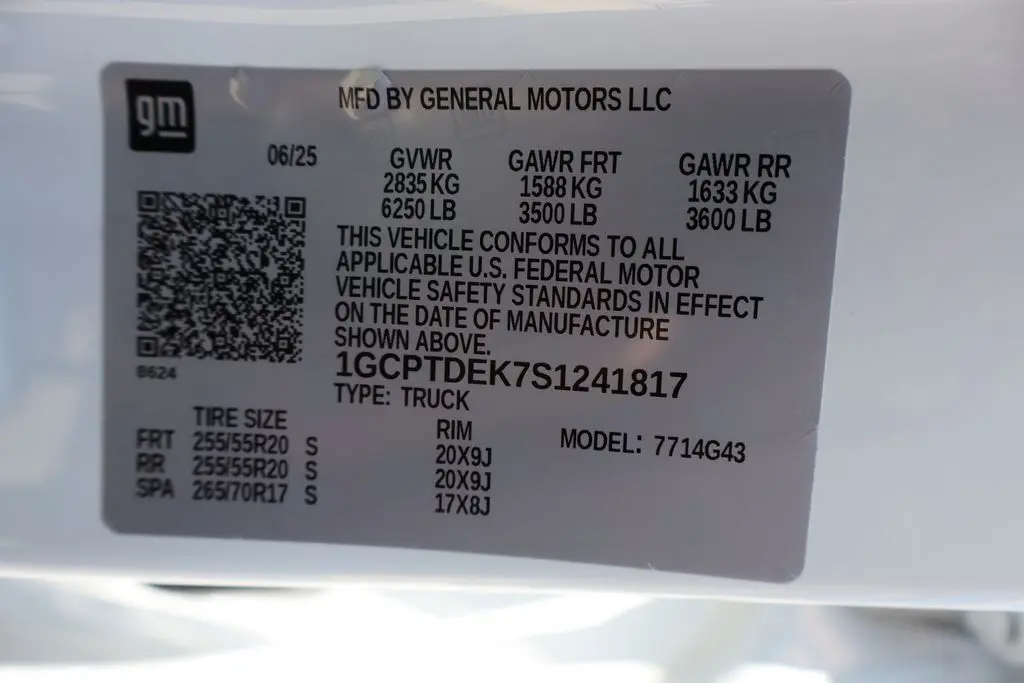 gm
MFD BY GENERAL MOTORS LLC
06/25
GVWR GAWR FRT GAWR RR
2835 KG 1588 KG 1633 KG
6250 LB 3500 LB 3600 LB
THIS VEHICLE CONFORMS TO ALL
APPLICABLE U.S. FEDERAL MOTOR
VEHICLE SAFETY STANDARDS IN EFFECT
ON THE DATE OF MANUFACTURE
SHOWN ABOVE.
B624
1GCPTDEK7S1241817
TYPE: TRUCK
TIRE SIZE RIM MODEL: 7714G43
FRT 255/55R20 S 20X9J
RR 255/55R20 S 20X9J
SPA 265/70R17 S 17X8J